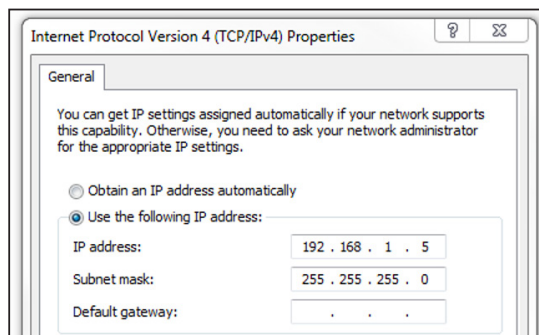 Internet Protocol Version 4 (TCP/IPv4) Properties
General
You can get IP settings assigned automatically if your network supports
this capability. Otherwise, you need to ask your network administrator
for the appropriate IP settings.
Obtain an IP address automatically
Use the following IP address:
IP address: 192 . 168 . 1 . 5
Subnet mask: 255 . 255 . 255 . 0
Default gateway: . . .